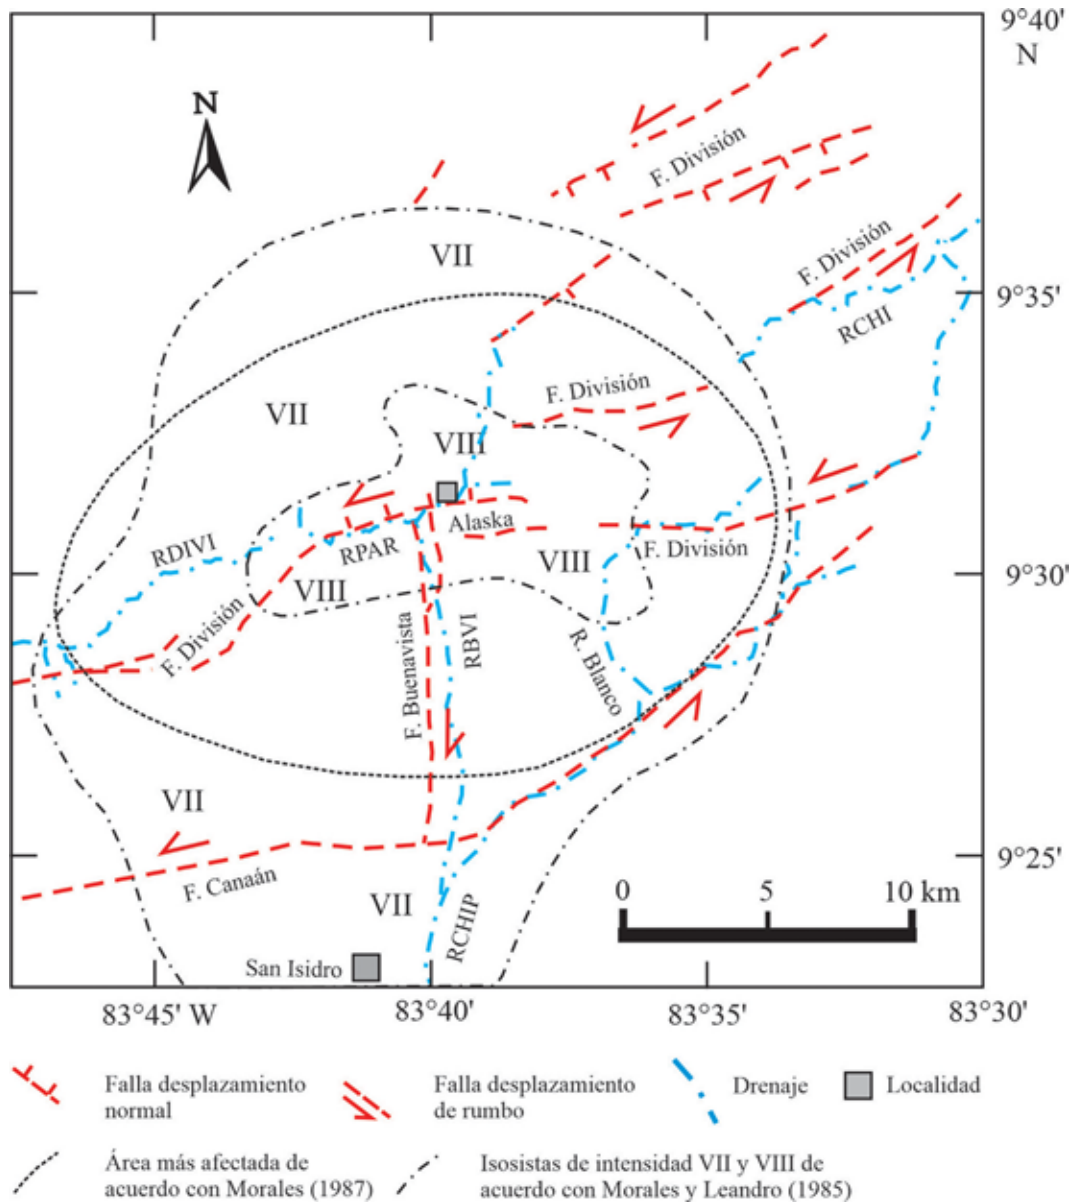 9°40'
N
N
F. División
VII
F. División
9°35'
RCHI
F. División
VII
VIII
Alaska
RDIVI
RPAR
F. División
VIII
VIII
9°30'
F. División
F. Buenavista
RBVI
R. Blanco
VII
9°25'
F. Canaán
0 5 10 km
VII
RCHIP
San Isidro
83°45' W 83°40' 83°35' 83°30'
Falla desplazamiento
normal
Falla desplazamiento
de rumbo
Drenaje
Localidad
Área más afectada de
acuerdo con Morales (1987)
Isosistas de intensidad VII y VIII de
acuerdo con Morales y Leandro (1985)